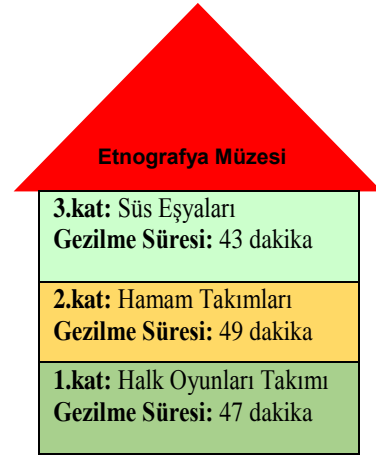 Etnografya Müzesi
3.kat: Süs Eşyaları
Gezilme Süresi: 43 dakika
2.kat: Hamam Takımları
Gezilme Süresi: 49 dakika
1.kat: Halk Oyunları Takımı
Gezilme Süresi: 47 dakika